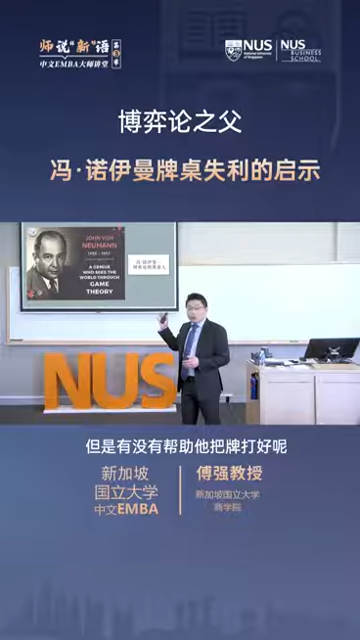 师说“新”语
第3季
中文EMBA大师讲堂
NUS
National University
of Singapore
NUS
BUSINESS
SCHOOL
博弈论之父
冯·诺伊曼牌桌失利的启示
JOHN VON
NEUMANN
A GENIUS
WHO SEES THE
WORLD THROUGH
GAME
THEORY
NUS
但是有没有帮助他把牌打好呢
新加坡
国立大学
中文EMBA
傅强教授
新加坡国立大学
商学院